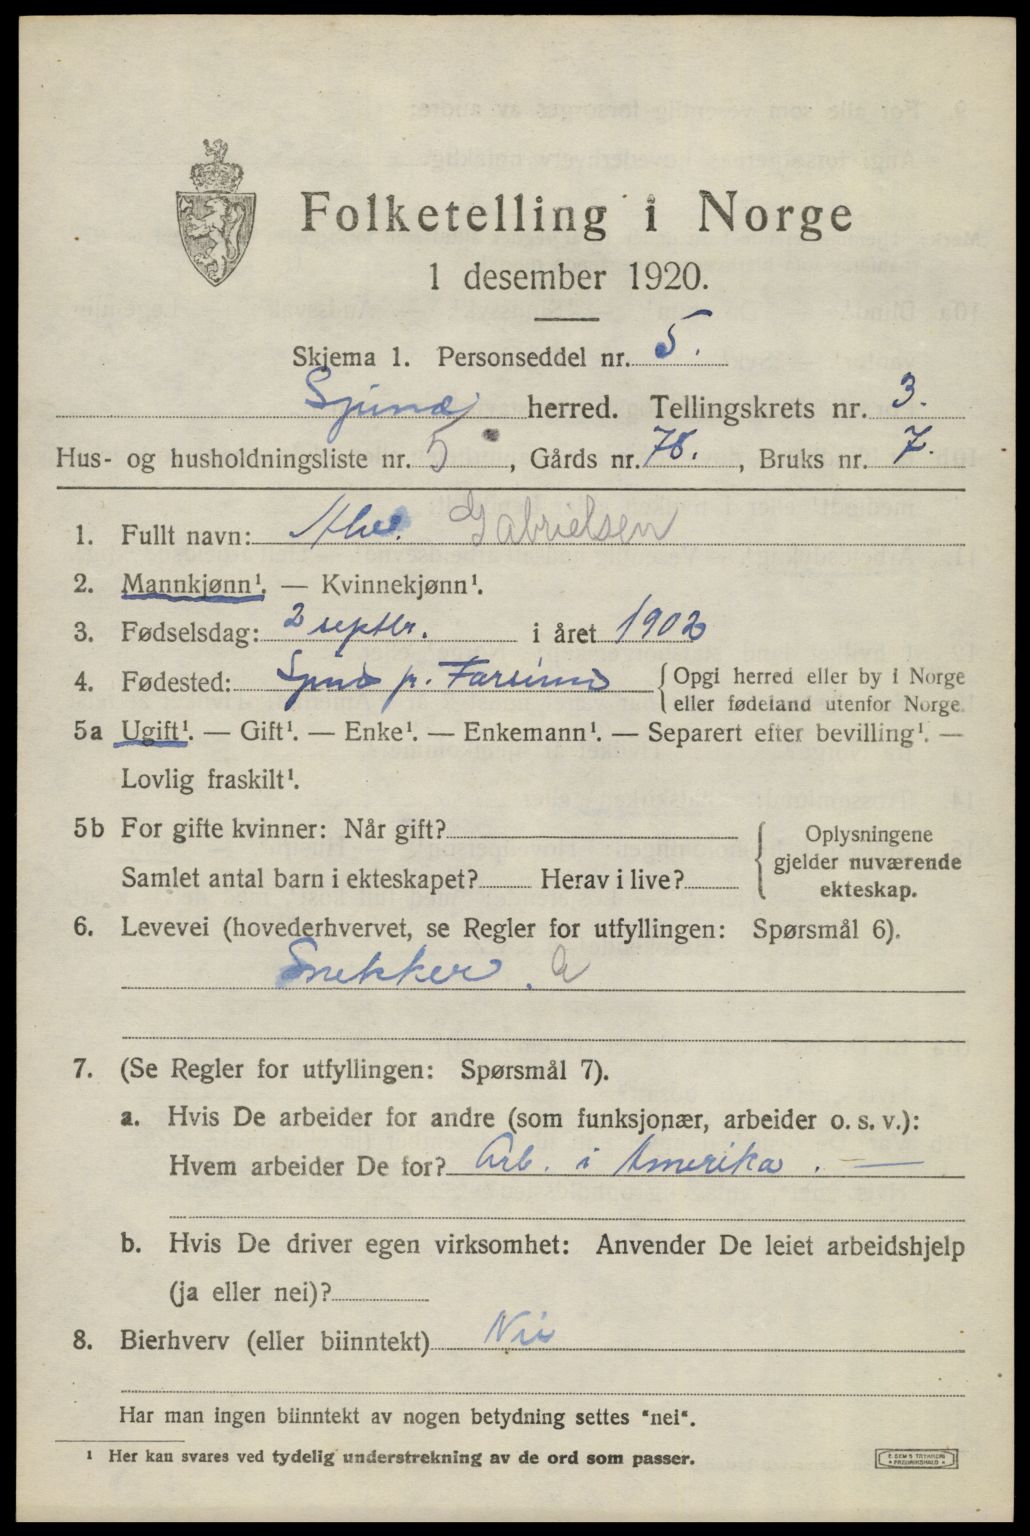 Folketelling i Norge
1 desember 1920.
Skjema 1. Personseddel nr. 5.
herred. Tellingskrets nr. 3.
Hus- og husholdningsliste nr. 5, Gårds nr. 78., Bruks nr. 7.
1. Fullt navn: Gabrielsen
2. Mannkjønn¹. — Kvinnekjønn¹.
3. Fødselsdag: 2 septbr. i året 1902
4. Fødested: Spind p. Farsund { Opgi herred eller by i Norge
eller fødeland utenfor Norge.
5a Ugift¹. — Gift¹. — Enke¹. — Enkemann¹. — Separert efter bevilling¹. —
Lovlig fraskilt¹.
5b For gifte kvinner: Når gift?
Samlet antal barn i ekteskapet? Herav i live?
{ Oplysningene
gjelder nuværende
ekteskap.
6. Levevei (hovederhvervet, se Regler for utfyllingen: Spørsmål 6).
Snekker. a
7. (Se Regler for utfyllingen: Spørsmål 7).
a. Hvis De arbeider for andre (som funksjonær, arbeider o. s. v.):
Hvem arbeider De for? Arb. i Amerika. —
b. Hvis De driver egen virksomhet: Anvender De leiet arbeidshjelp
(ja eller nei)?
8. Bierhverv (eller biinntekt) Nei
Har man ingen biinntekt av nogen betydning settes "nei".
¹ Her kan svares ved tydelig understrekning av de ord som passer.